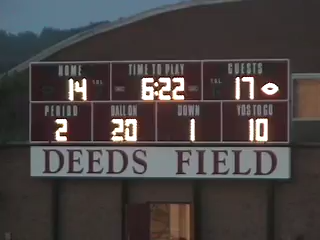 HOME TIME TO PLAY GUESTS
14 6:22 17
PERIOD BALL ON DOWN YDS TO GO
2 20 1 10
DEEDS FIELD